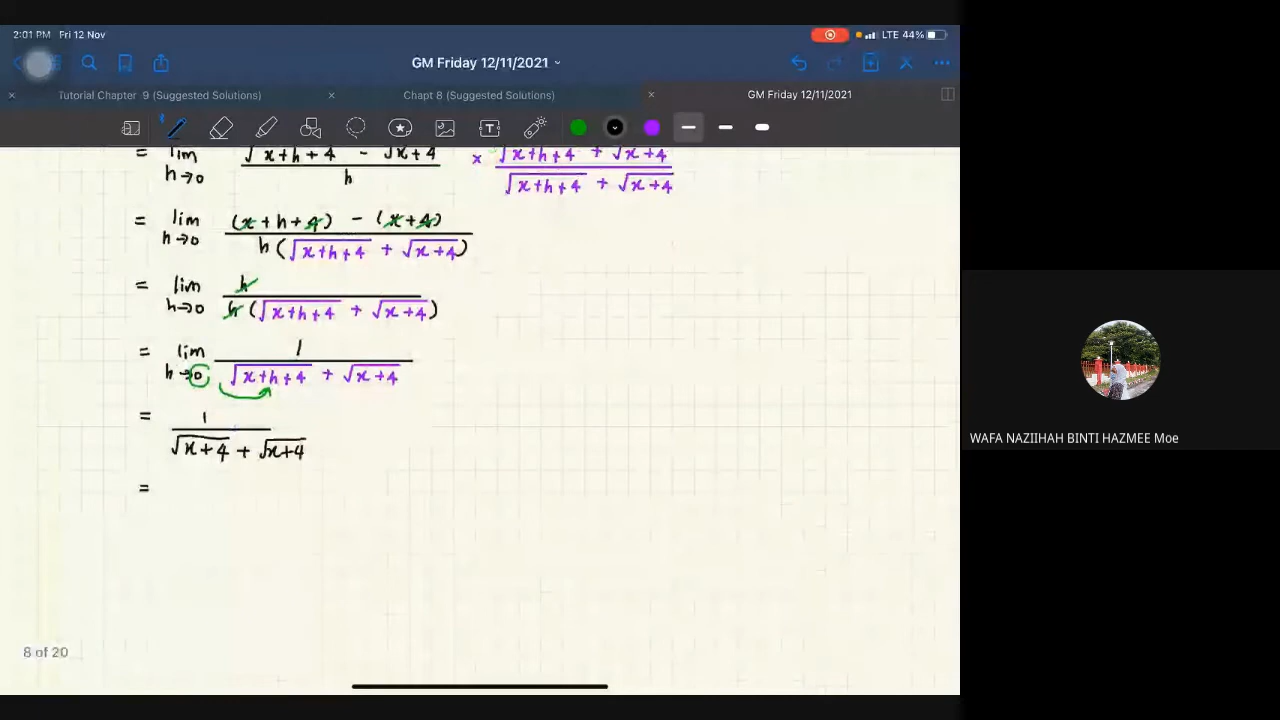 2:01 PM Fri 12 Nov LTE 44%
GM Friday 12/11/2021
Tutorial Chapter 9 (Suggested Solutions) Chapt 8 (Suggested Solutions) GM Friday 12/11/2021
= lim h→0 (√(x+h+4) - √(x+4)) / h × (√(x+h+4) + √(x+4)) / (√(x+h+4) + √(x+4))
= lim h→0 ((x+h+4) - (x+4)) / (h(√(x+h+4) + √(x+4)))
= lim h→0 h / (h(√(x+h+4) + √(x+4)))
= lim h→0 1 / (√(x+h+4) + √(x+4))
= 1 / (√(x+4) + √(x+4))
=
8 of 20
WAFA NAZIIHAH BINTI HAZMEE Moe